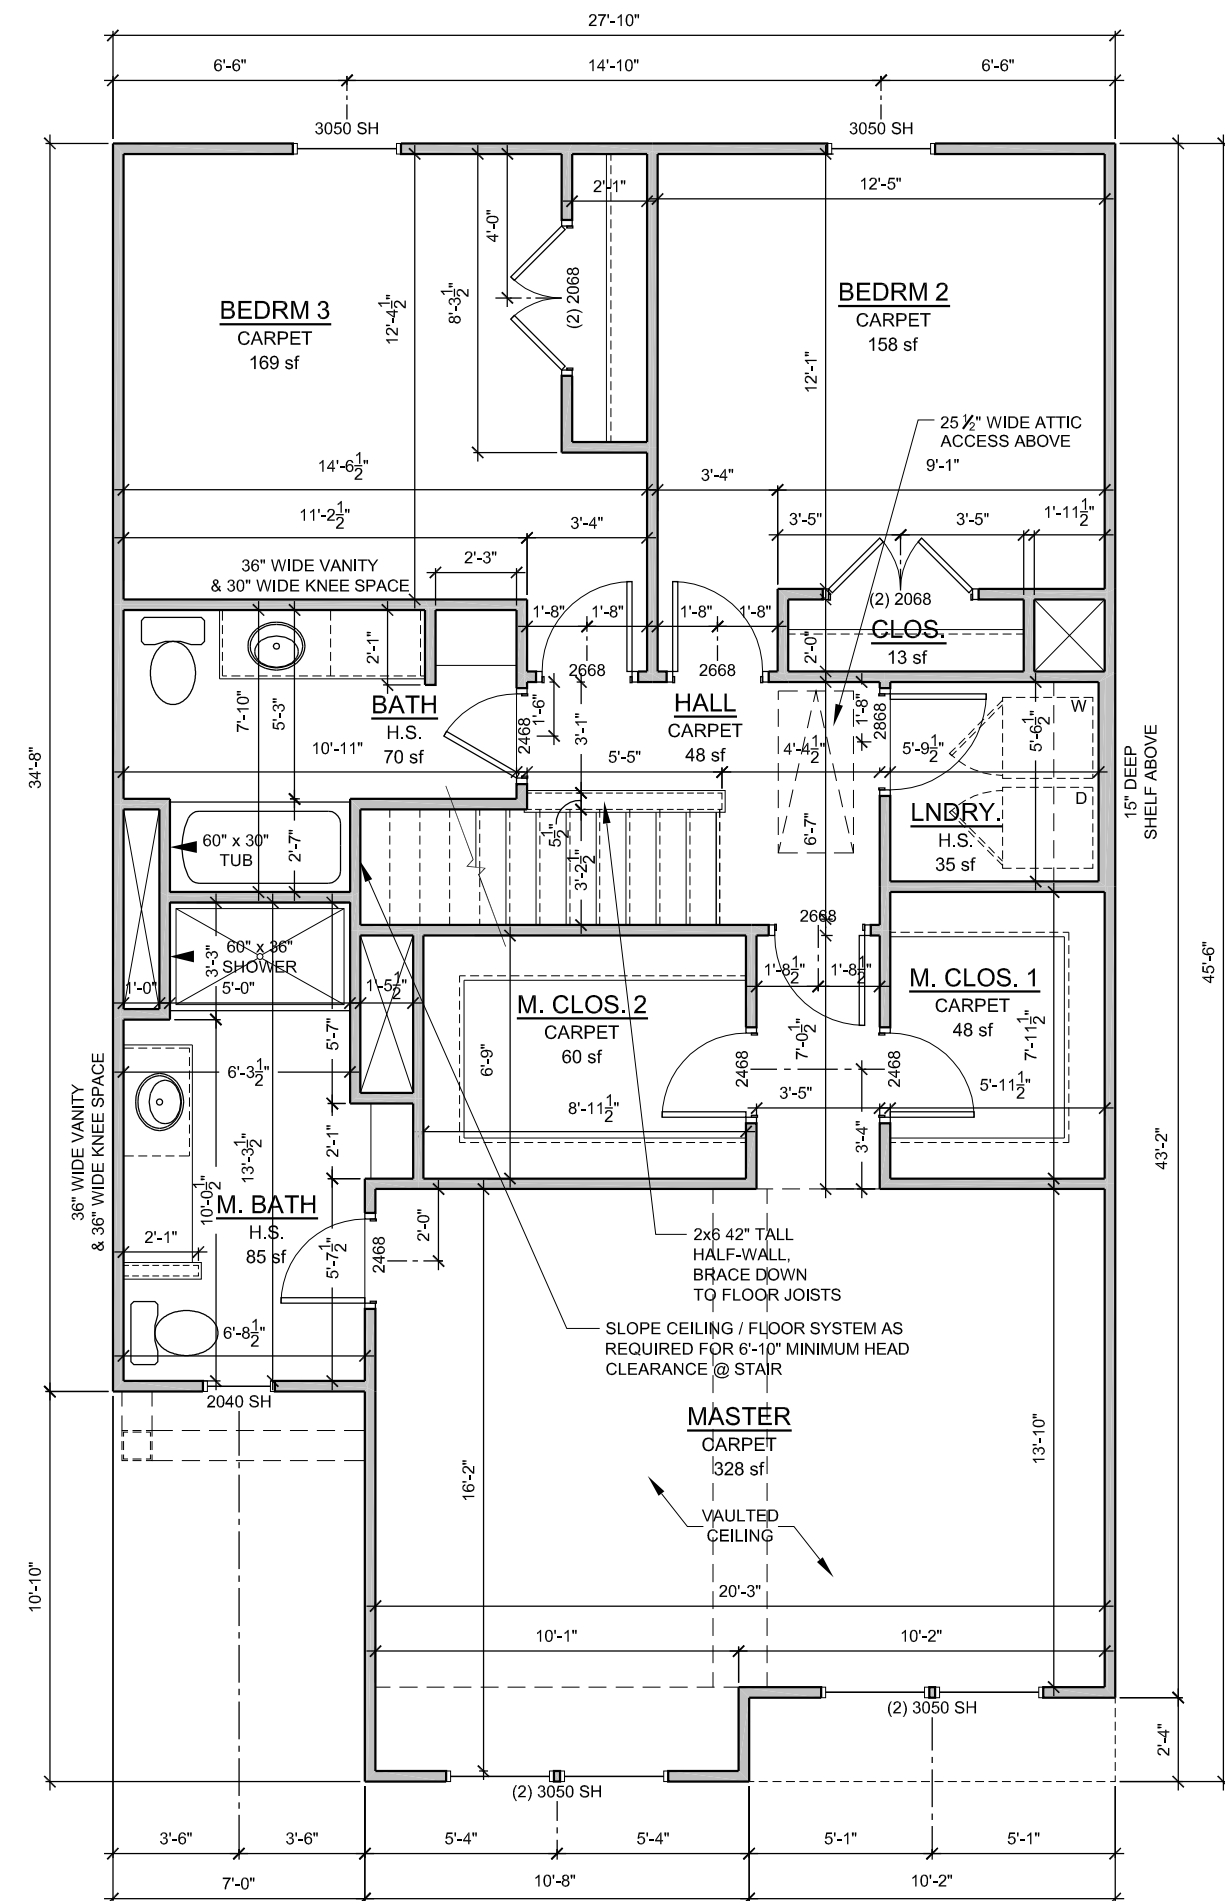 27'-10"
6'-6"
14'-10"
6'-6"
3050 SH
3050 SH
2'-1"
12'-5"
4'-0"
8'-3 1/2"
12'-4 1/2"
(2) 2068
BEDRM 3
CARPET
169 sf
BEDRM 2
CARPET
158 sf
12'-1"
25 1/2" WIDE ATTIC
ACCESS ABOVE
9'-1"
14'-6 1/2"
3'-4"
11'-2 1/2"
3'-4"
3'-5"
3'-5"
1'-11 1/2"
36" WIDE VANITY
& 30" WIDE KNEE SPACE
2'-3"
1'-8"
1'-8"
1'-8"
1'-8"
(2) 2068
CLOS.
13 sf
2'-0"
2'-1"
2668
2668
7'-10"
5'-3"
BATH
H.S.
70 sf
10'-11"
2468
1'-6"
3'-1"
HALL
CARPET
48 sf
5'-5"
4'-4 1/2"
1'-8"
2868
5'-9 1/2"
5'-6 1/2"
W
D
15" DEEP
SHELF ABOVE
34'-8"
45'-6"
60" x 30"
TUB
2'-7"
5 1/2"
3'-2 1/2"
6'-7"
LNDRY.
H.S.
35 sf
2668
60" x 36"
SHOWER
3'-3"
1'-0"
5'-0"
1'-5 1/2"
M. CLOS. 2
CARPET
60 sf
1'-8 1/2"
1'-8 1/2"
M. CLOS. 1
CARPET
48 sf
7'-11 1/2"
5'-7"
6'-9"
7'-0 1/2"
2468
2468
36" WIDE VANITY
& 36" WIDE KNEE SPACE
6'-3 1/2"
8'-11 1/2"
3'-5"
5'-11 1/2"
2'-1"
13'-3 1/2"
3'-4"
43'-2"
10'-0 1/2"
M. BATH
H.S.
85 sf
2'-1"
5'-7 1/2"
2468
2'-0"
2x6 42" TALL
HALF-WALL,
BRACE DOWN
TO FLOOR JOISTS
6'-8 1/2"
SLOPE CEILING / FLOOR SYSTEM AS
REQUIRED FOR 6'-10" MINIMUM HEAD
CLEARANCE @ STAIR
2040 SH
MASTER
CARPET
328 sf
16'-2"
13'-10"
VAULTED
CEILING
10'-10"
20'-3"
10'-1"
10'-2"
(2) 3050 SH
2'-4"
(2) 3050 SH
3'-6"
3'-6"
5'-4"
5'-4"
5'-1"
5'-1"
7'-0"
10'-8"
10'-2"